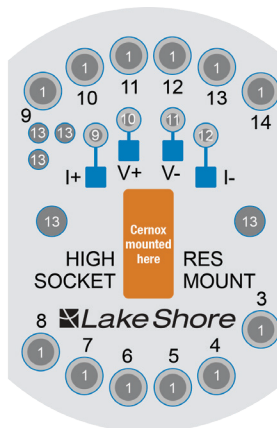 1 1 1 1 1 1
9 10 11 12 13 14
13 13 9 10 11 12
13
I+ V+ V- I-
13 13
Cernox
mounted
here
HIGH RES
SOCKET MOUNT
LakeShore
3
8 1
1 7 4
6 5 1
1 1 1